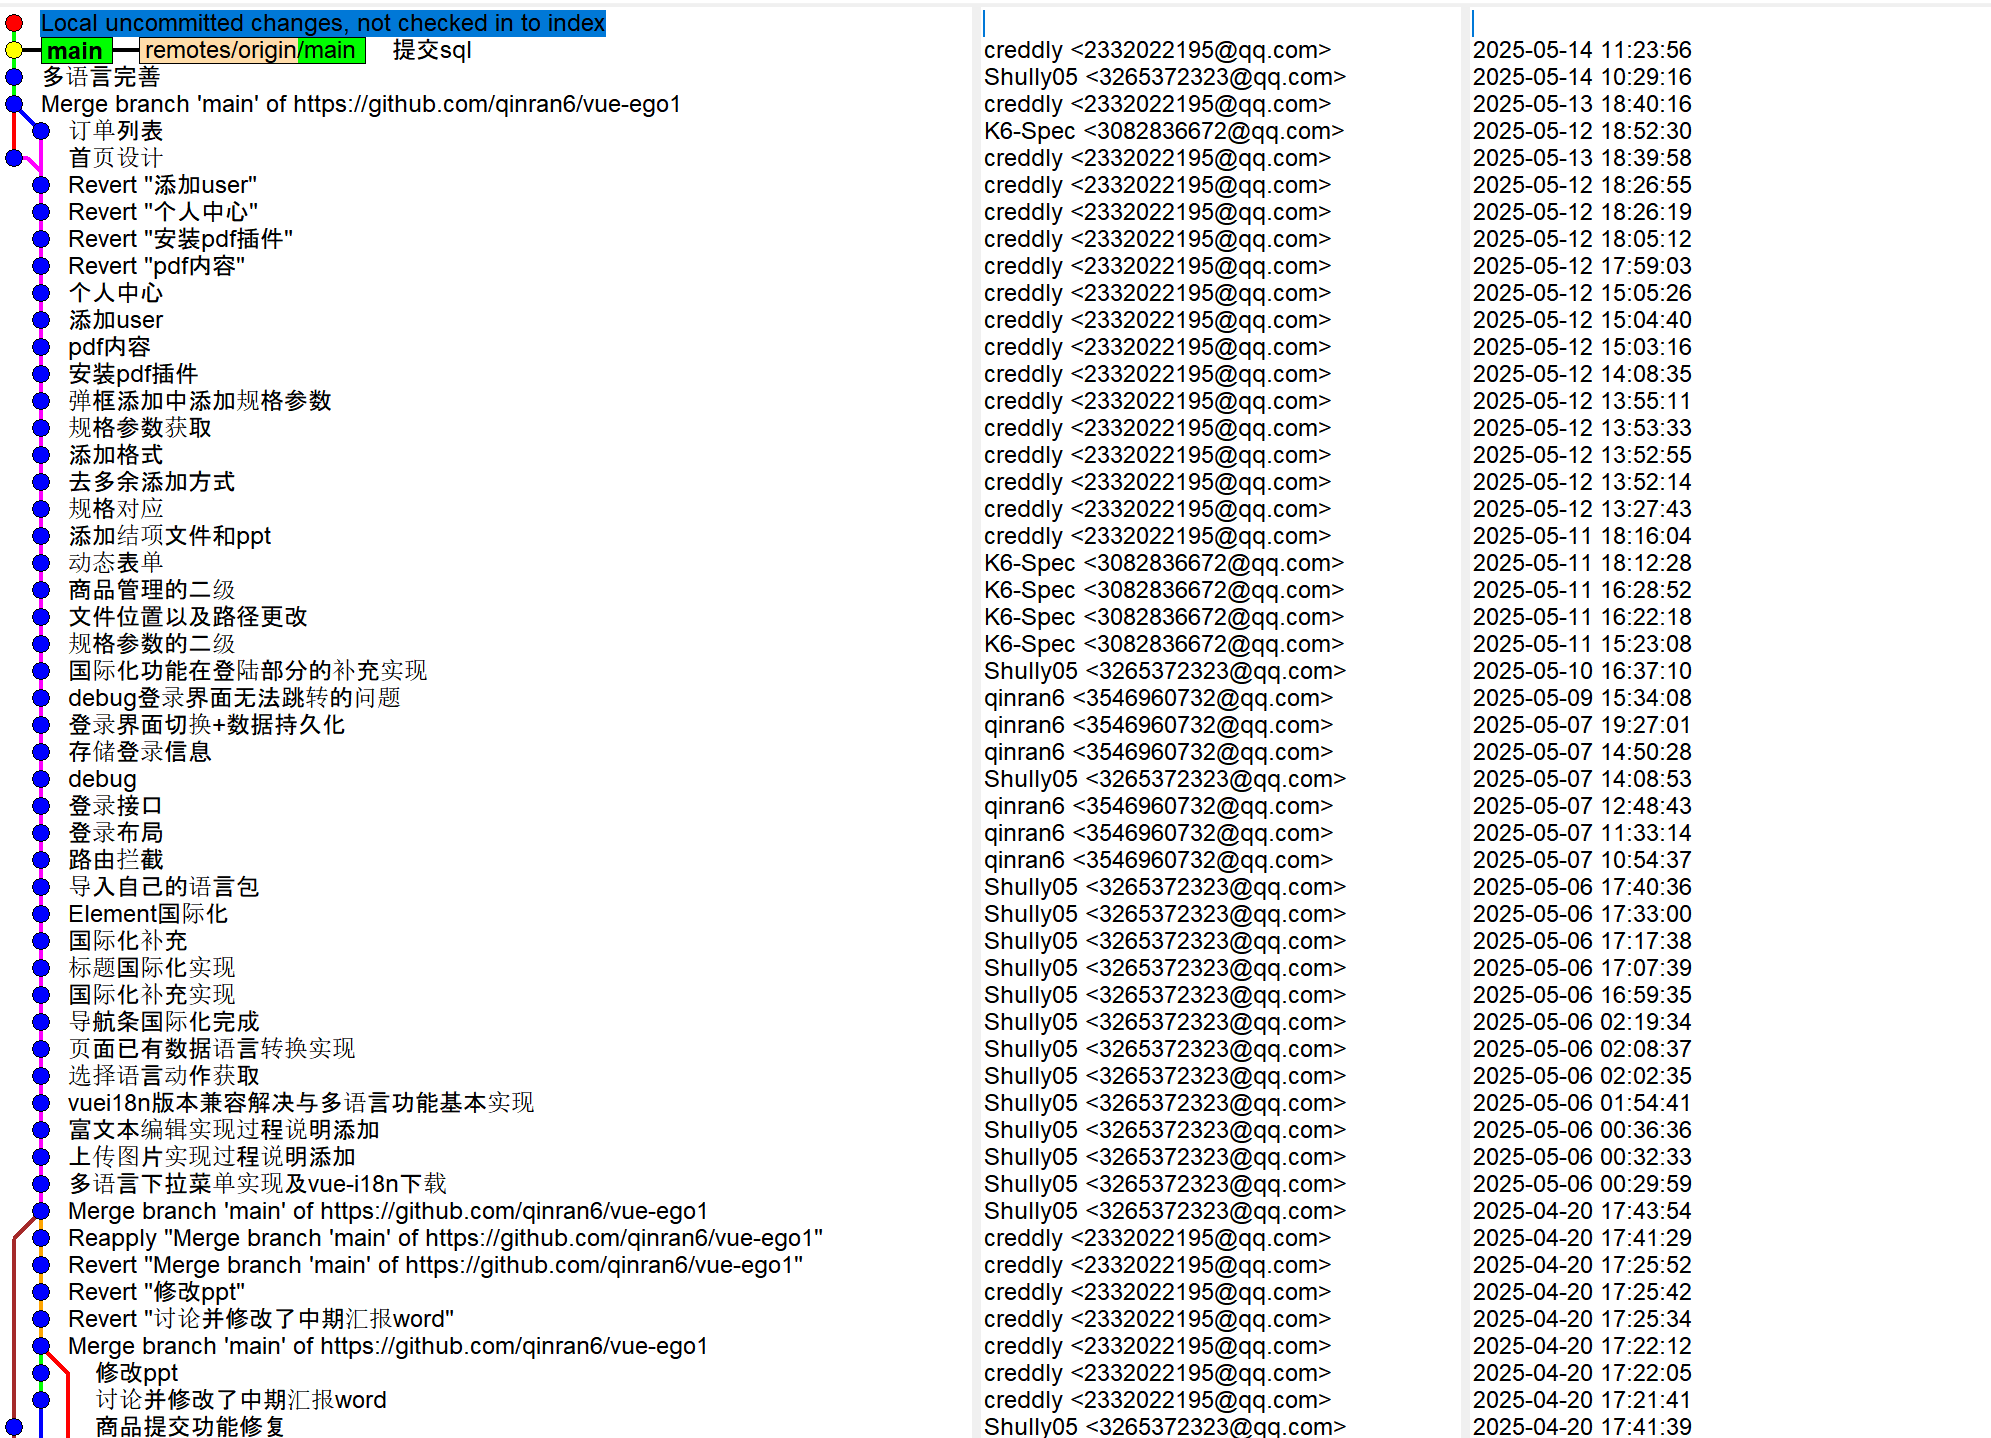 Local uncommitted changes, not checked in to index
main remotes/origin/main 提交sql creddly <2332022195@qq.com> 2025-05-14 11:23:56
多语言完善 Shully05 <3265372323@qq.com> 2025-05-14 10:29:16
Merge branch 'main' of https://github.com/qinran6/vue-ego1 creddly <2332022195@qq.com> 2025-05-13 18:40:16
订单列表 K6-Spec <3082836672@qq.com> 2025-05-12 18:52:30
首页设计 creddly <2332022195@qq.com> 2025-05-13 18:39:58
Revert "添加user" creddly <2332022195@qq.com> 2025-05-12 18:26:55
Revert "个人中心" creddly <2332022195@qq.com> 2025-05-12 18:26:19
Revert "安装pdf插件" creddly <2332022195@qq.com> 2025-05-12 18:05:12
Revert "pdf内容" creddly <2332022195@qq.com> 2025-05-12 17:59:03
个人中心 creddly <2332022195@qq.com> 2025-05-12 15:05:26
添加user creddly <2332022195@qq.com> 2025-05-12 15:04:40
pdf内容 creddly <2332022195@qq.com> 2025-05-12 15:03:16
安装pdf插件 creddly <2332022195@qq.com> 2025-05-12 14:08:35
弹框添加中添加规格参数 creddly <2332022195@qq.com> 2025-05-12 13:55:11
规格参数获取 creddly <2332022195@qq.com> 2025-05-12 13:53:33
添加格式 creddly <2332022195@qq.com> 2025-05-12 13:52:55
去多余添加方式 creddly <2332022195@qq.com> 2025-05-12 13:52:14
规格对应 creddly <2332022195@qq.com> 2025-05-12 13:27:43
添加结项文件和ppt creddly <2332022195@qq.com> 2025-05-11 18:16:04
动态表单 K6-Spec <3082836672@qq.com> 2025-05-11 18:12:28
商品管理的二级 K6-Spec <3082836672@qq.com> 2025-05-11 16:28:52
文件位置以及路径更改 K6-Spec <3082836672@qq.com> 2025-05-11 16:22:18
规格参数的二级 K6-Spec <3082836672@qq.com> 2025-05-11 15:23:08
国际化功能在登陆部分的补充实现 Shully05 <3265372323@qq.com> 2025-05-10 16:37:10
debug登录界面无法跳转的问题 qinran6 <3546960732@qq.com> 2025-05-09 15:34:08
登录界面切换+数据持久化 qinran6 <3546960732@qq.com> 2025-05-07 19:27:01
存储登录信息 qinran6 <3546960732@qq.com> 2025-05-07 14:50:28
debug Shully05 <3265372323@qq.com> 2025-05-07 14:08:53
登录接口 qinran6 <3546960732@qq.com> 2025-05-07 12:48:43
登录布局 qinran6 <3546960732@qq.com> 2025-05-07 11:33:14
路由拦截 qinran6 <3546960732@qq.com> 2025-05-07 10:54:37
导入自己的语言包 Shully05 <3265372323@qq.com> 2025-05-06 17:40:36
Element国际化 Shully05 <3265372323@qq.com> 2025-05-06 17:33:00
国际化补充 Shully05 <3265372323@qq.com> 2025-05-06 17:17:38
标题国际化实现 Shully05 <3265372323@qq.com> 2025-05-06 17:07:39
国际化补充实现 Shully05 <3265372323@qq.com> 2025-05-06 16:59:35
导航条国际化完成 Shully05 <3265372323@qq.com> 2025-05-06 02:19:34
页面已有数据语言转换实现 Shully05 <3265372323@qq.com> 2025-05-06 02:08:37
选择语言动作获取 Shully05 <3265372323@qq.com> 2025-05-06 02:02:35
vuei18n版本兼容解决与多语言功能基本实现 Shully05 <3265372323@qq.com> 2025-05-06 01:54:41
富文本编辑实现过程说明添加 Shully05 <3265372323@qq.com> 2025-05-06 00:36:36
上传图片实现过程说明添加 Shully05 <3265372323@qq.com> 2025-05-06 00:32:33
多语言下拉菜单实现及vue-i18n下载 Shully05 <3265372323@qq.com> 2025-05-06 00:29:59
Merge branch 'main' of https://github.com/qinran6/vue-ego1 Shully05 <3265372323@qq.com> 2025-04-20 17:43:54
Reapply "Merge branch 'main' of https://github.com/qinran6/vue-ego1" creddly <2332022195@qq.com> 2025-04-20 17:41:29
Revert "Merge branch 'main' of https://github.com/qinran6/vue-ego1" creddly <2332022195@qq.com> 2025-04-20 17:25:52
Revert "修改ppt" creddly <2332022195@qq.com> 2025-04-20 17:25:42
Revert "讨论并修改了中期汇报word" creddly <2332022195@qq.com> 2025-04-20 17:25:34
Merge branch 'main' of https://github.com/qinran6/vue-ego1 creddly <2332022195@qq.com> 2025-04-20 17:22:12
修改ppt creddly <2332022195@qq.com> 2025-04-20 17:22:05
讨论并修改了中期汇报word creddly <2332022195@qq.com> 2025-04-20 17:21:41
商品提交功能修复 Shully05 <3265372323@qq.com> 2025-04-20 17:41:39